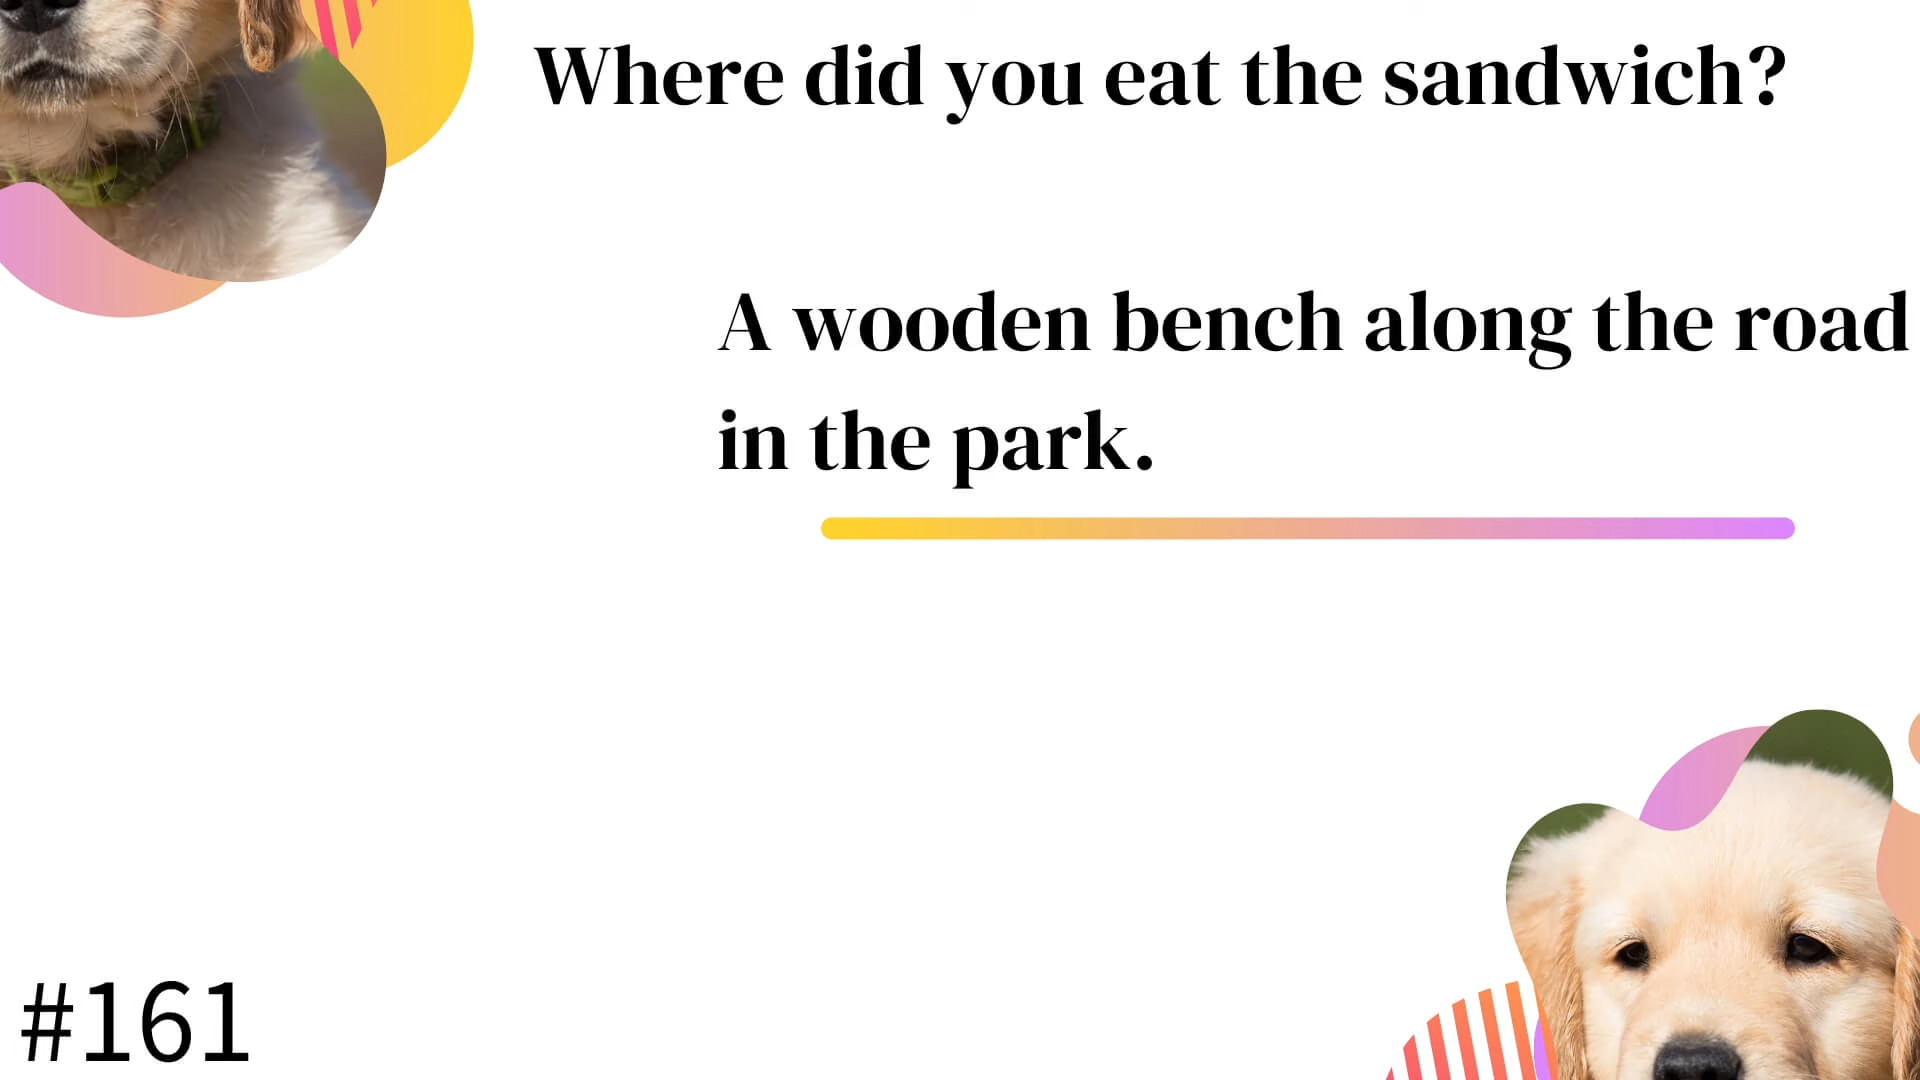 Where did you eat the sandwich?
A wooden bench along the road
in the park.
#161